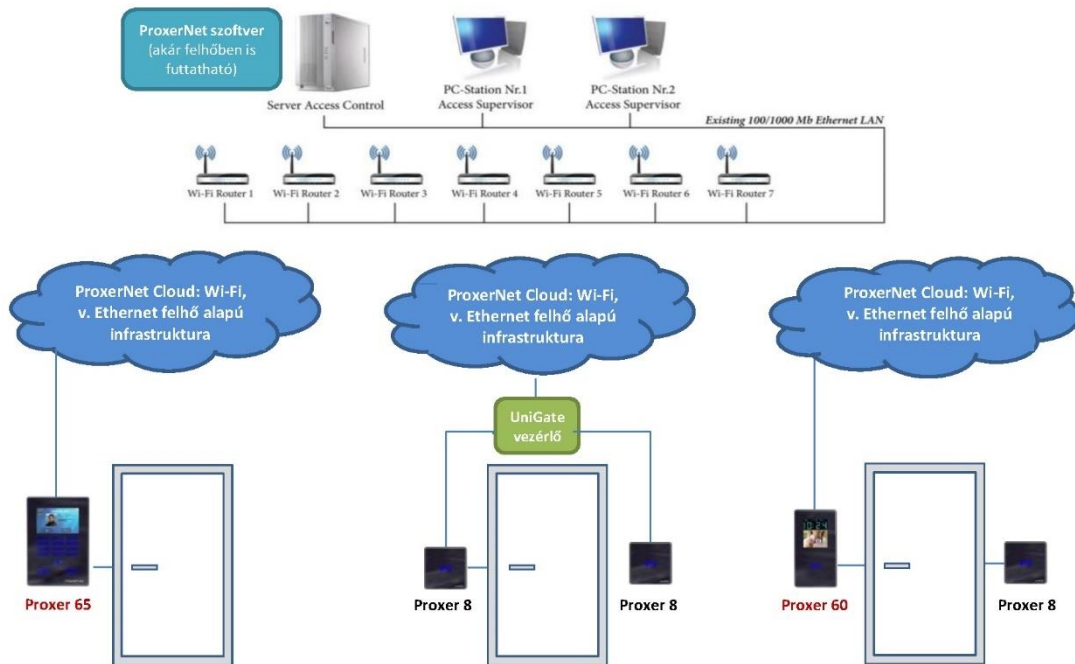 ProxerNet szoftver
(akár felhőben is
futtatható)
Server Access Control
PC-Station Nr.1
Access Supervisor
PC-Station Nr.2
Access Supervisor
Existing 100/1000 Mb Ethernet LAN
Wi-Fi Router 1
Wi-Fi Router 2
Wi-Fi Router 3
Wi-Fi Router 4
Wi-Fi Router 5
Wi-Fi Router 6
Wi-Fi Router 7
ProxerNet Cloud: Wi-Fi,
v. Ethernet felhő alapú
infrastruktura
ProxerNet Cloud: Wi-Fi,
v. Ethernet felhő alapú
infrastruktura
ProxerNet Cloud: Wi-Fi,
v. Ethernet felhő alapú
infrastruktura
UniGate
vezérlő
10:24
Proxer 65
Proxer 8
Proxer 8
Proxer 60
Proxer 8